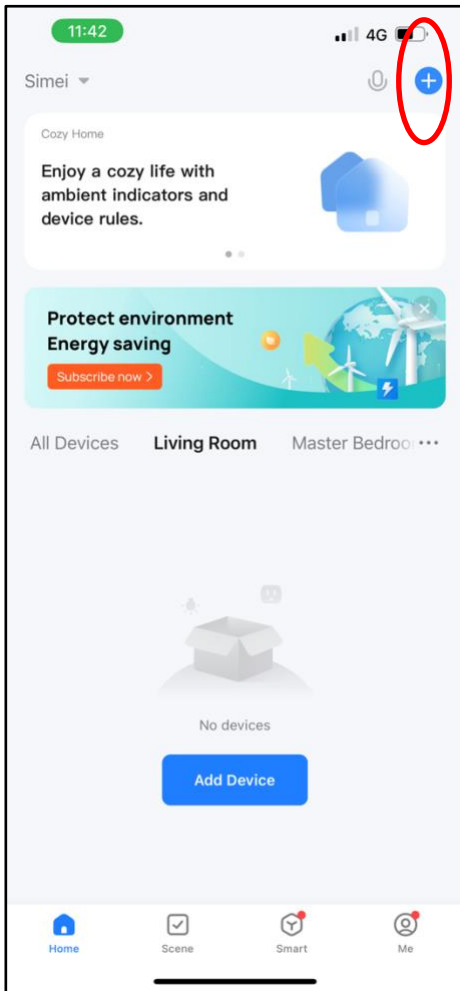 11:42
4G
Simei
Cozy Home
Enjoy a cozy life with
ambient indicators and
device rules.
Protect environment
Energy saving
Subscribe now >
All Devices Living Room Master Bedroo
No devices
Add Device
Home Scene Smart Me